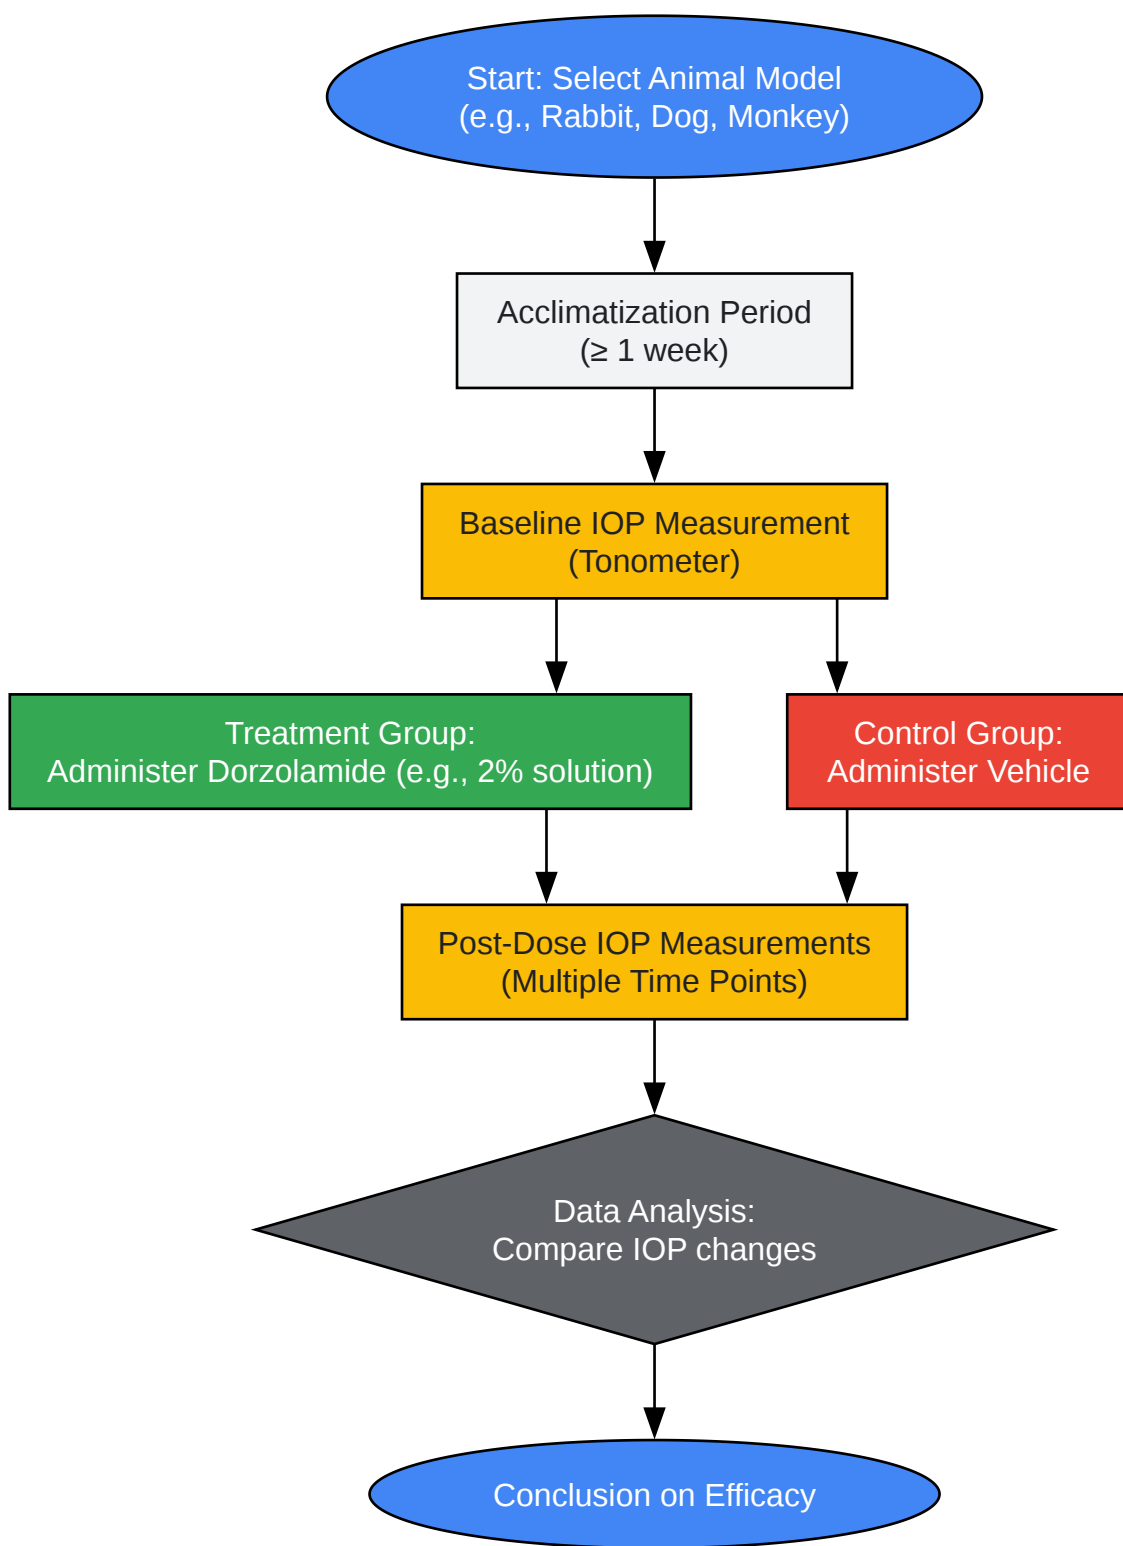 Start: Select Animal Model
(e.g., Rabbit, Dog, Monkey)
Acclimatization Period
(≥ 1 week)
Baseline IOP Measurement
(Tonometer)
Treatment Group:
Administer Dorzolamide (e.g., 2% solution)
Control Group:
Administer Vehicle
Post-Dose IOP Measurements
(Multiple Time Points)
Data Analysis:
Compare IOP changes
Conclusion on Efficacy